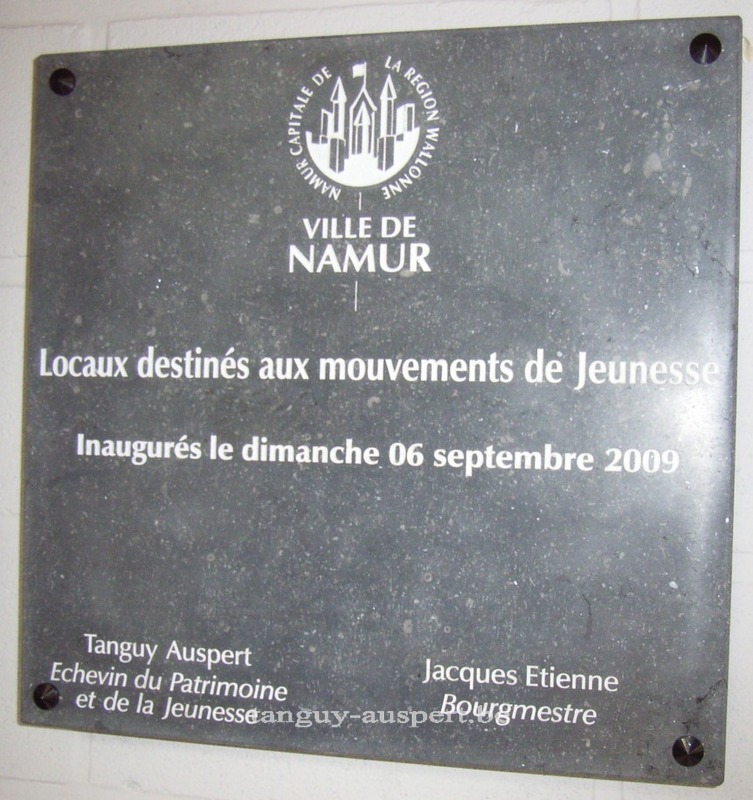 NAMUR CAPITALE DE LA REGION WALLONNE
VILLE DE
NAMUR
Locaux destinés aux mouvements de Jeunesse
Inaugurés le dimanche 06 septembre 2009
Tanguy Auspert
Echevin du Patrimoine
et de la Jeunesse
Jacques Etienne
Bourgmestre
tanguy-auspert.be